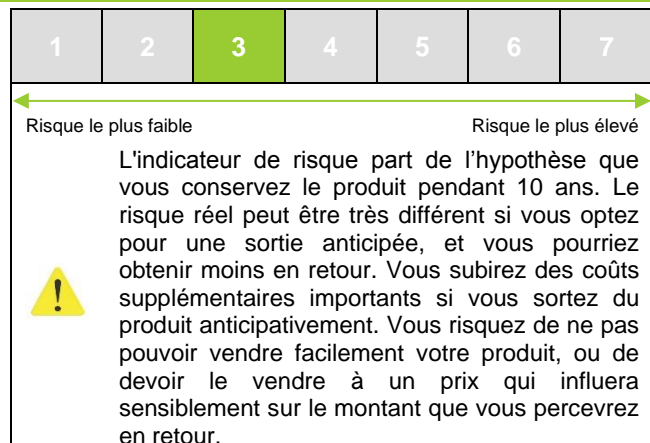 1 2 3 4 5 6 7
Risque le plus faible Risque le plus élevé
L'indicateur de risque part de l’hypothèse que
vous conservez le produit pendant 10 ans. Le
risque réel peut être très différent si vous optez
pour une sortie anticipée, et vous pourriez
obtenir moins en retour. Vous subirez des coûts
supplémentaires importants si vous sortez du
produit anticipativement. Vous risquez de ne pas
pouvoir vendre facilement votre produit, ou de
devoir le vendre à un prix qui influera
sensiblement sur le montant que vous percevrez
en retour.